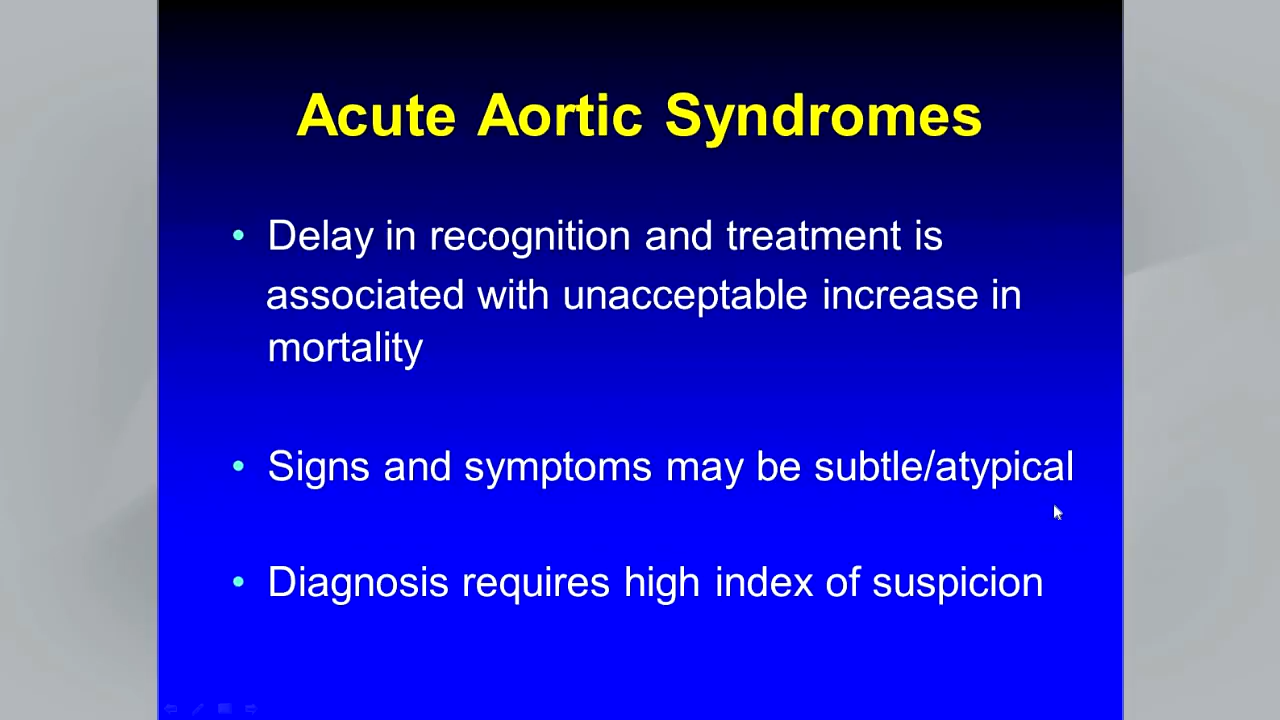 Acute Aortic Syndromes
• Delay in recognition and treatment is
associated with unacceptable increase in
mortality
• Signs and symptoms may be subtle/atypical
• Diagnosis requires high index of suspicion